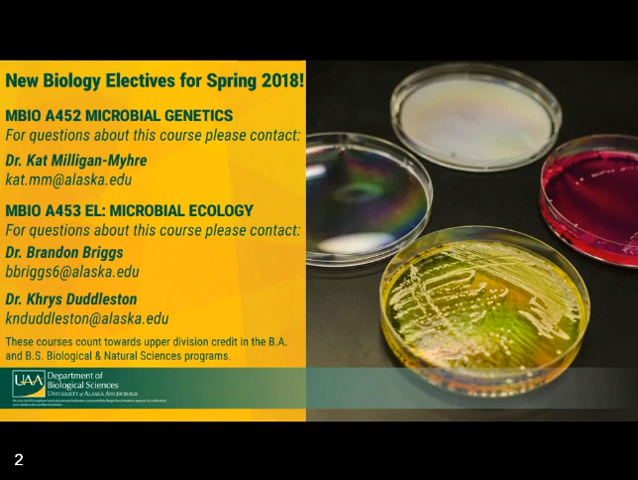 New Biology Electives for Spring 2018!
MBIO A452 MICROBIAL GENETICS
For questions about this course please contact:
Dr. Kat Milligan-Myhre
kat.mm@alaska.edu
MBIO A453 EL: MICROBIAL ECOLOGY
For questions about this course please contact:
Dr. Brandon Briggs
bbriggs6@alaska.edu
Dr. Khrys Duddleston
knduddleston@alaska.edu
These courses count towards upper division credit in the B.A.
and B.S. Biological & Natural Sciences programs.
UAA
Department of
Biological Sciences
UNIVERSITY of ALASKA ANCHORAGE
2